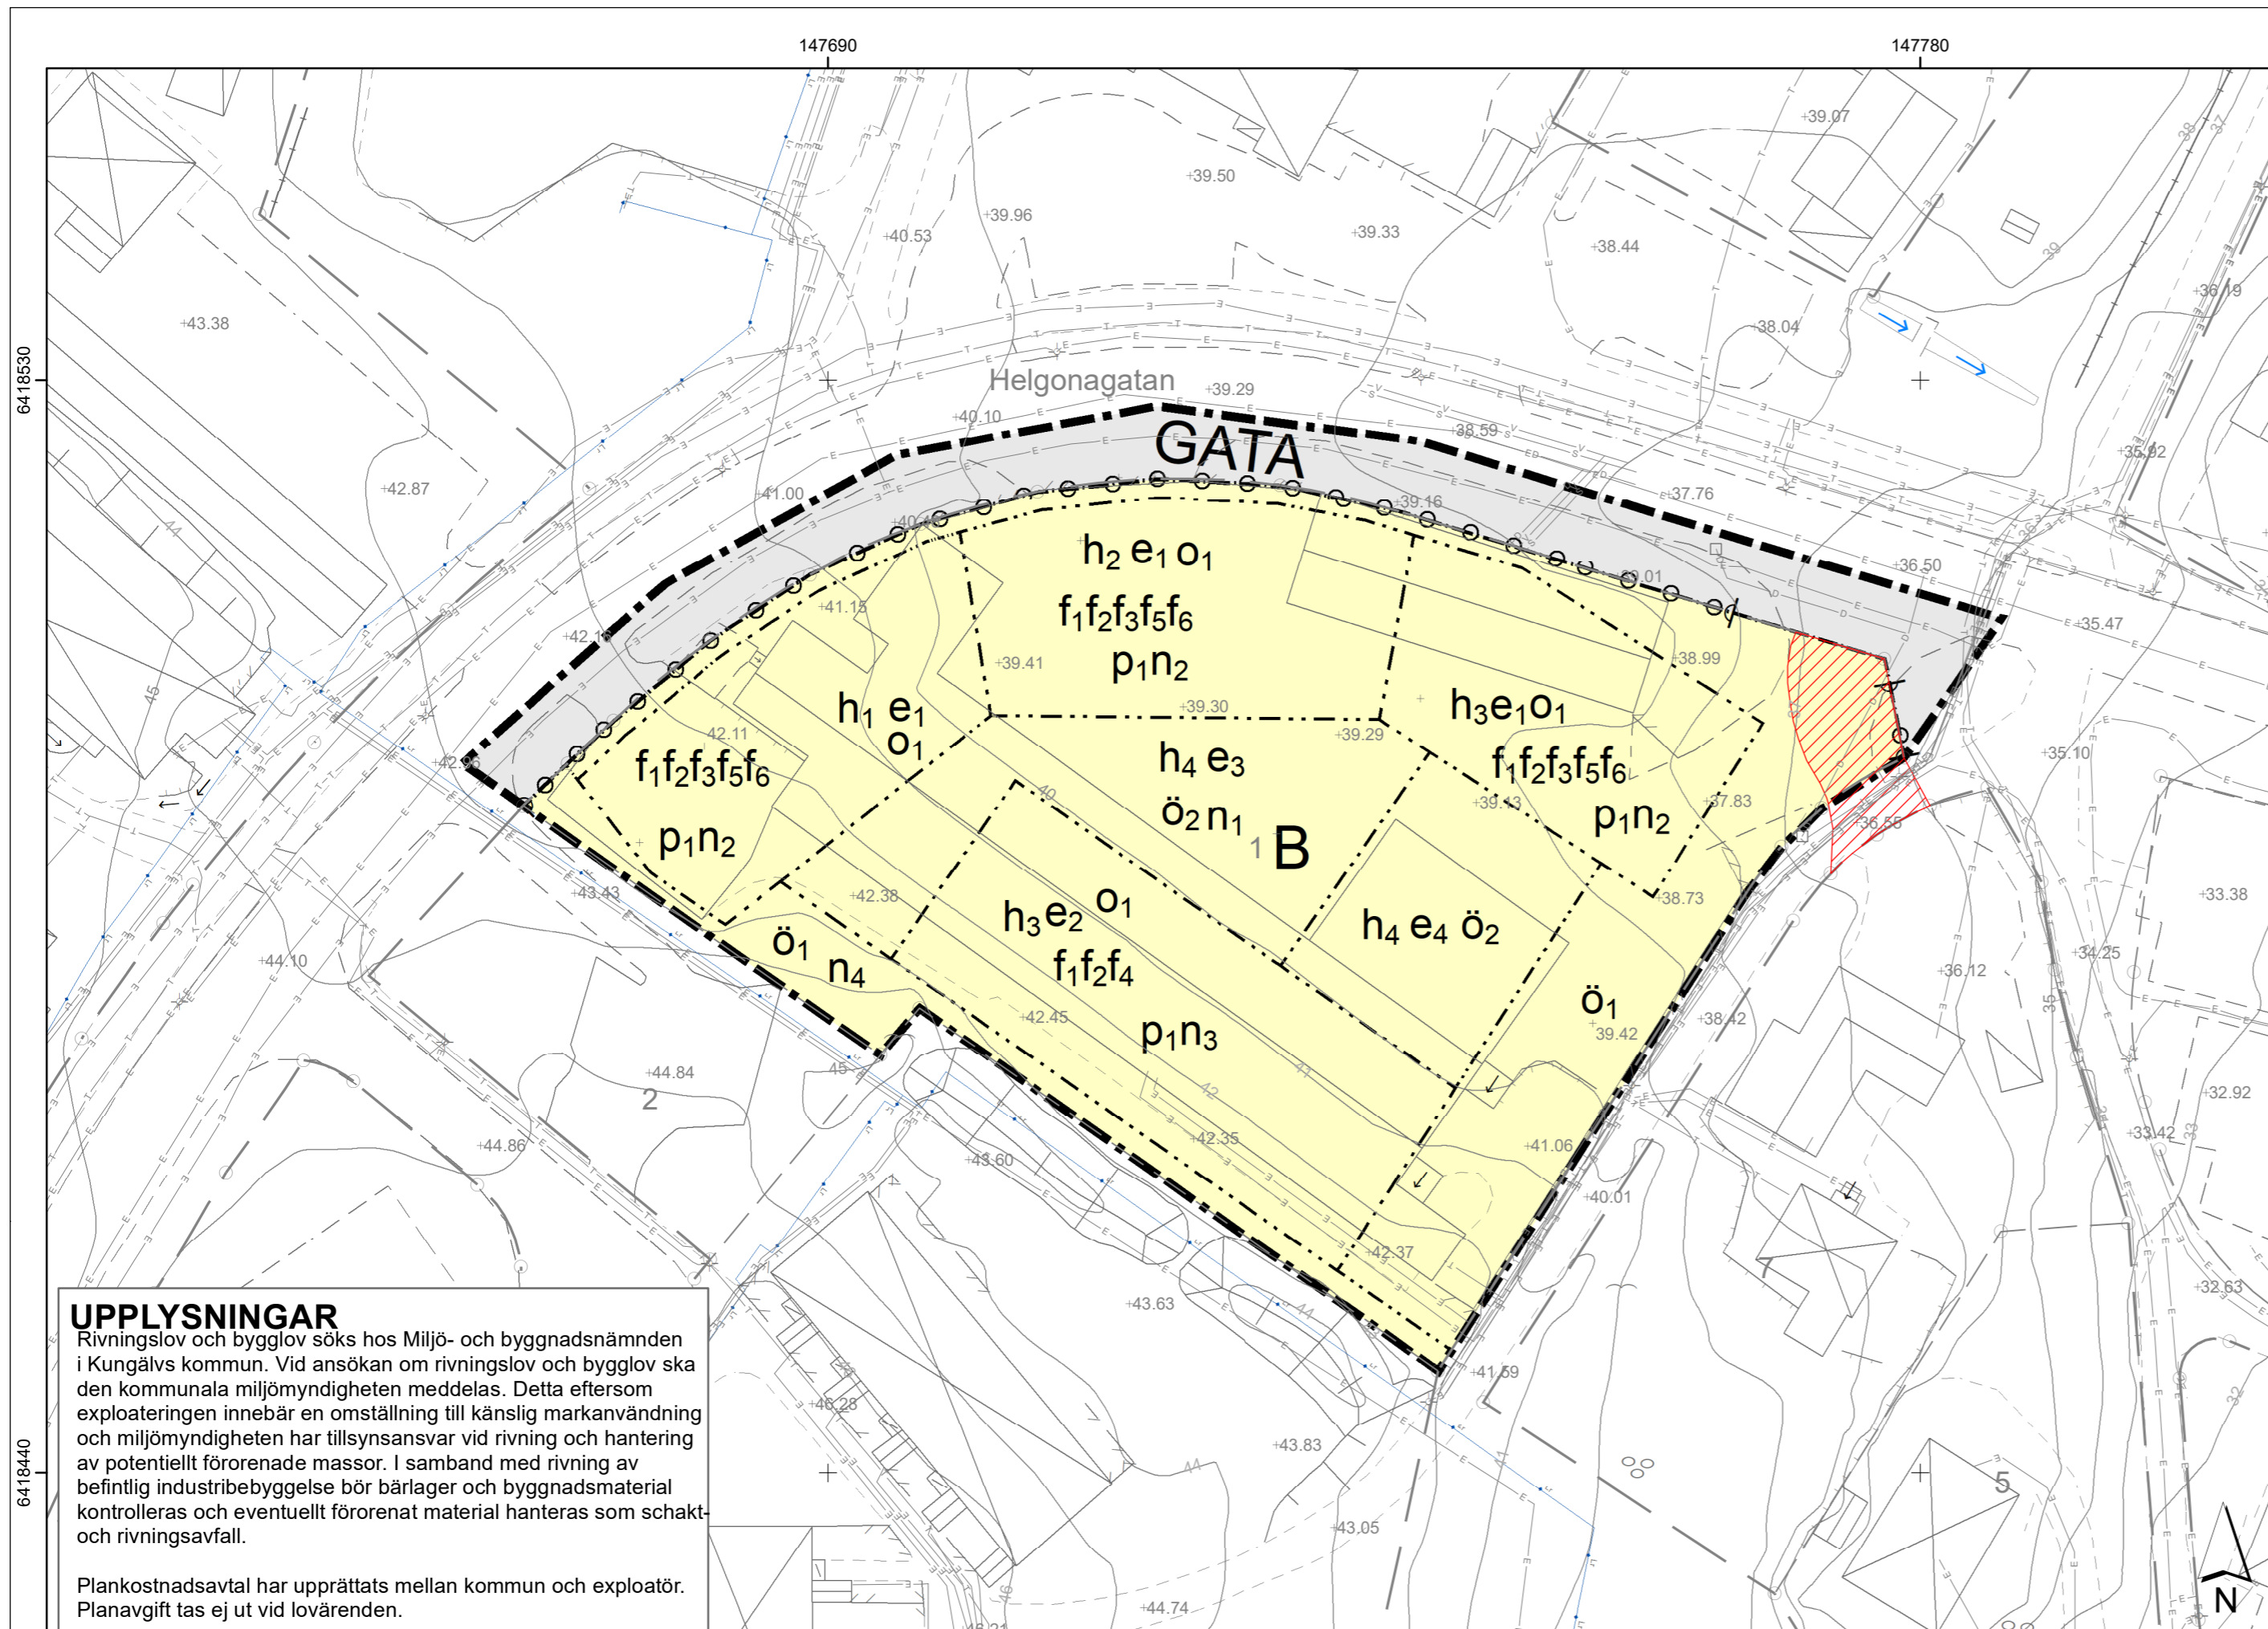 147690
147780
6418530
+39.07
+39.50
+39.96
+40.53
+39.33
+38.44
+36.19
+43.38
+38.04
Helgonagatan
+39.29
+40.10
GATA
+38.59
+35.92
+42.87
+41.00
+39.16
+37.76
44
h₂ e₁ o₁
+36.50
f₁f₂f₃f₅f₆
+41.15
+35.47
p₁n₂
+39.41
+38.99
h₁ e₁
o₁
h₃e₁o₁
+39.30
42.11
+39.29
45
+35.10
f₁f₂f₃f₅f₆
h₄ e₃
f₁f₂f₃f₅f₆
ö₂ n₁
+39.13
+37.83
p₁n₂
+36.55
p₁n₂
1 B
+43.43
+42.38
+38.73
+33.38
h₃e₂ o₁
h₄ e₄ ö₂
ö₁
n₄
f₁f₂f₄
+44.10
+34.25
+36.12
ö₁
+42.45
p₁n₃
39.42
+38.42
+44.84
2
+32.92
+44.86
+42.35
+41.06
+33.42
+43.60
+40.01
+42.37
7
+32.63
+43.63
UPPLYSNINGAR
Rivningslov och bygglov söks hos Miljö- och byggnadsnämnden
i Kungälvs kommun. Vid ansökan om rivningslov och bygglov ska
den kommunala miljömyndigheten meddelas. Detta eftersom
exploateringen innebär en omställning till känslig markanvändning
och miljömyndigheten har tillsynsansvar vid rivning och hantering
av potentiellt förorenade massor. I samband med rivning av
befintlig industribebyggelse bör bärlager och byggnadsmaterial
kontrolleras och eventuellt förorenat material hanteras som schakt-
och rivningsavfall.
Plankostnadsavtal har upprättats mellan kommun och exploatör.
Planavgift tas ej ut vid lovärenden.
+41.59
+46.28
+43.83
6418440
5
+43.05
+44.74
N